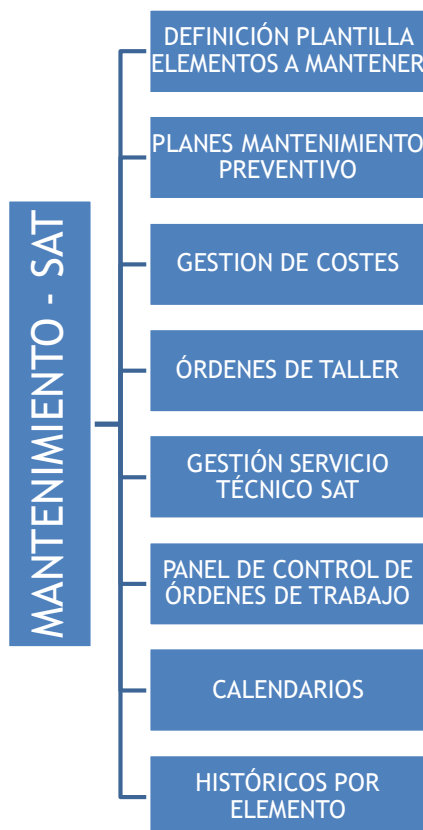 MANTENIMIENTO - SAT
DEFINICIÓN PLANTILLA
ELEMENTOS A MANTENER
PLANES MANTENIMIENTO
PREVENTIVO
GESTION DE COSTES
ÓRDENES DE TALLER
GESTIÓN SERVICIO
TÉCNICO SAT
PANEL DE CONTROL DE
ÓRDENES DE TRABAJO
CALENDARIOS
HISTÓRICOS POR
ELEMENTO